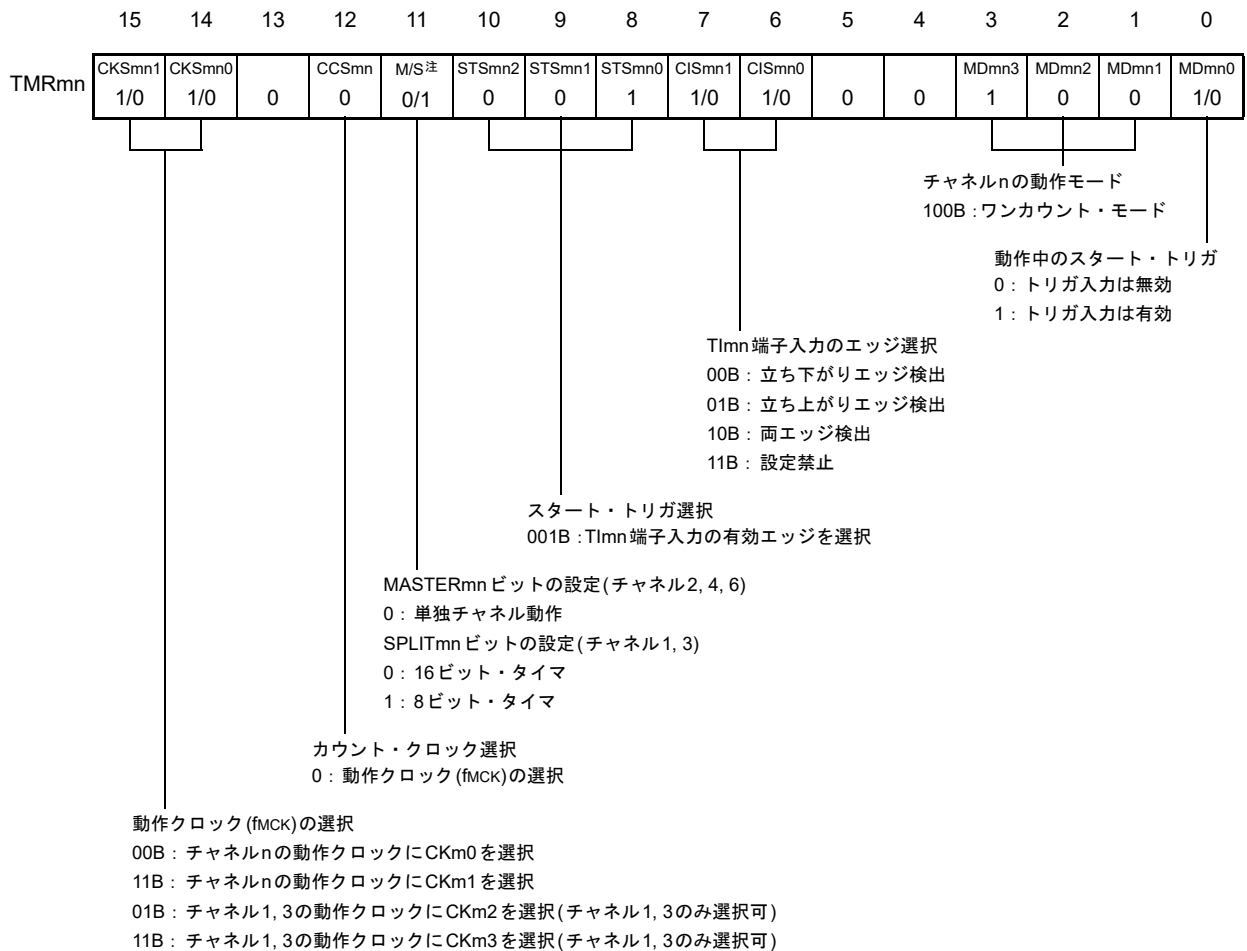 15 14 13 12 11 10 9 8 7 6 5 4 3 2 1 0
TMRmn
CKSmn1 CKSmn0 CCSmn M/S注 STSmn2 STSmn1 STSmn0 CISmn1 CISmn0 MDmn3 MDmn2 MDmn1 MDmn0
1/0 1/0 0 0 0/1 0 0 1 1/0 1/0 0 0 1 0 0 1/0
チャネルnの動作モード
100B：ワンカウント・モード
動作中のスタート・トリガ
0：トリガ入力は無効
1：トリガ入力は有効
TImn端子入力のエッジ選択
00B：立ち下がりエッジ検出
01B：立ち上がりエッジ検出
10B：両エッジ検出
11B：設定禁止
スタート・トリガ選択
001B：TImn端子入力の有効エッジを選択
MASTERmnビットの設定(チャネル2, 4, 6)
0：単独チャネル動作
SPLITmnビットの設定(チャネル1, 3)
0：16ビット・タイマ
1：8ビット・タイマ
カウント・クロック選択
0：動作クロック(fMCK)の選択
動作クロック(fMCK)の選択
00B：チャネルnの動作クロックにCKm0を選択
11B：チャネルnの動作クロックにCKm1を選択
01B：チャネル1, 3の動作クロックにCKm2を選択(チャネル1, 3のみ選択可)
11B：チャネル1, 3の動作クロックにCKm3を選択(チャネル1, 3のみ選択可)